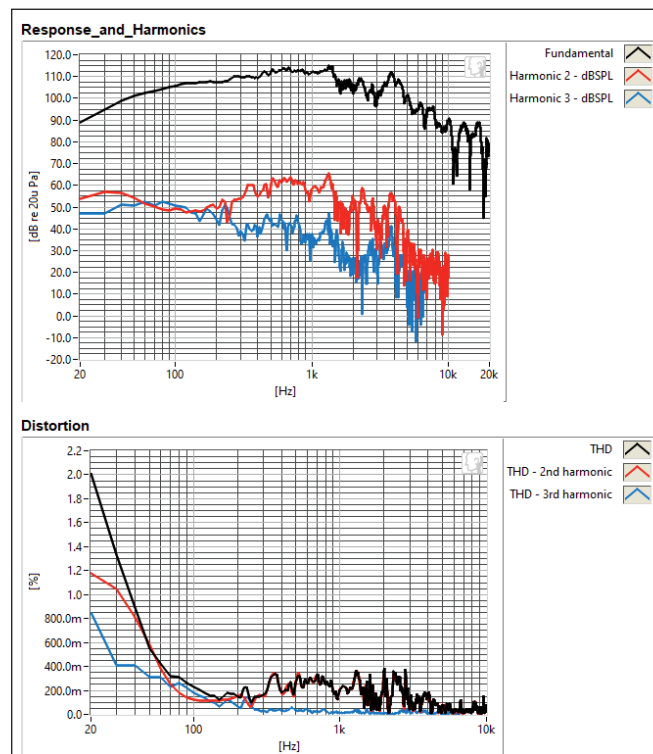 Response_and_Harmonics
120.0
110.0
100.0
90.0
80.0
70.0
60.0
50.0
40.0
30.0
20.0
10.0
0.0
-10.0
-20.0
[dB re 20u Pa]
20
100
1k
10k
20k
[Hz]
Fundamental
Harmonic 2 - dBSPL
Harmonic 3 - dBSPL
Distortion
2.2
2.0
1.8
1.6
1.4
1.2
1.0
800.0m
600.0m
400.0m
200.0m
0.0
[%]
20
100
1k
10k
[Hz]
THD
THD - 2nd harmonic
THD - 3rd harmonic